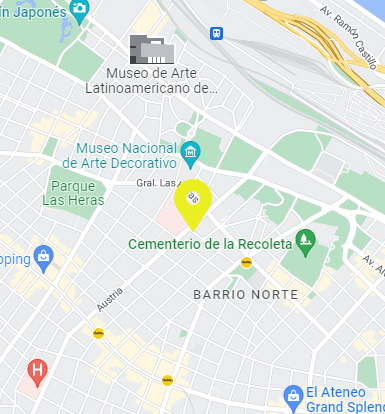 ín Japonés
Av. Ramón Castillo
Museo de Arte
Latinoamericano de...
Museo Nacional
de Arte Decorativo
Gral. Las
as
Parque
Las Heras
Cementerio de la Recoleta
pping
BARRIO NORTE
Austria
H
El Ateneo
Grand Splen